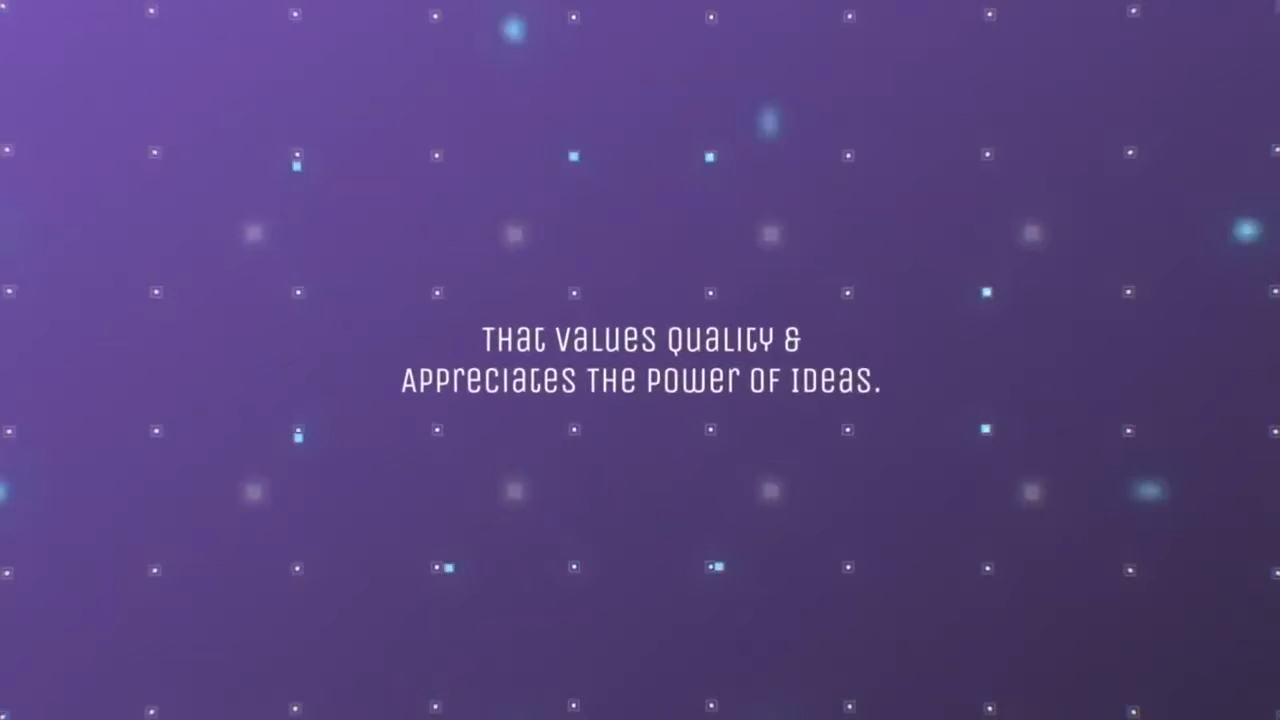 That values quality &
appreciates the power of ideas.